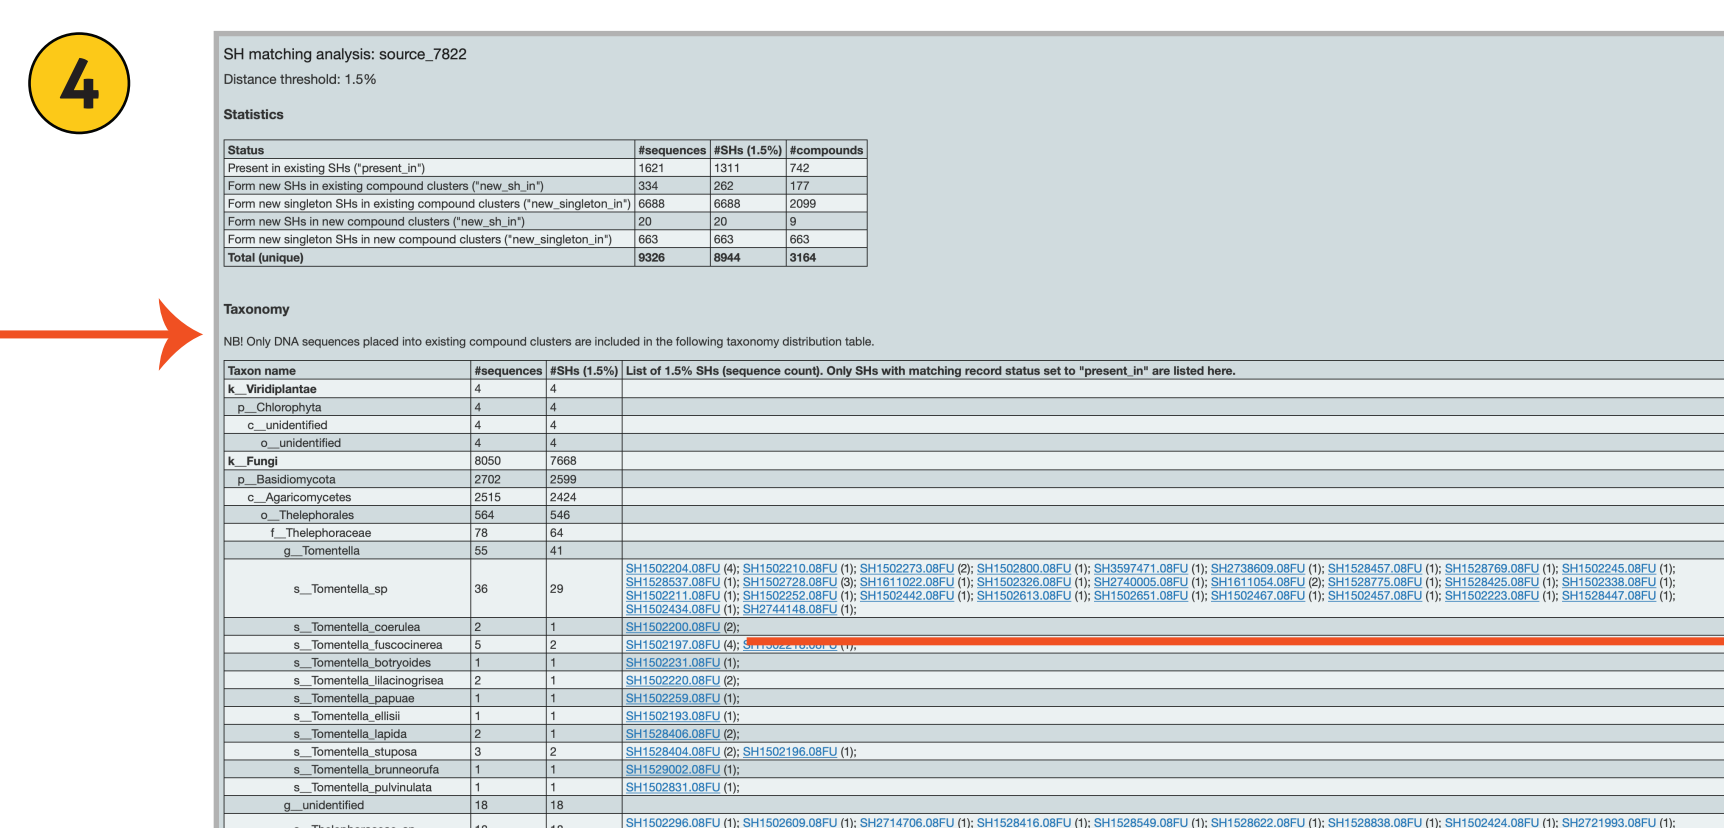 4
SH matching analysis: source_7822
Distance threshold: 1.5%
Statistics
Status #sequences #SHs (1.5%) #compounds
Present in existing SHs ("present_in") 1621 1311 742
Form new SHs in existing compound clusters ("new_sh_in") 334 262 177
Form new singleton SHs in existing compound clusters ("new_singleton_in") 6688 6688 2099
Form new SHs in new compound clusters ("new_sh_in") 20 20 9
Form new singleton SHs in new compound clusters ("new_singleton_in") 663 663 663
Total (unique) 9326 8944 3164
Taxonomy
NB! Only DNA sequences placed into existing compound clusters are included in the following taxonomy distribution table.
Taxon name #sequences #SHs (1.5%) List of 1.5% SHs (sequence count). Only SHs with matching record status set to "present_in" are listed here.
k__Viridiplantae 4 4
p__Chlorophyta 4 4
c__unidentified 4 4
o__unidentified 4 4
k__Fungi 8050 7668
p__Basidiomycota 2702 2599
c__Agaricomycetes 2515 2424
o__Thelephorales 564 546
f__Thelephoraceae 78 64
g__Tomentella 55 41
SH1502204.08FU (4); SH1502210.08FU (1); SH1502273.08FU (2); SH1502800.08FU (1); SH3597471.08FU (1); SH2738609.08FU (1); SH1528457.08FU (1); SH1528769.08FU (1); SH1502245.08FU (1);
SH1528537.08FU (1); SH1502728.08FU (3); SH1611022.08FU (1); SH1502326.08FU (1); SH2740005.08FU (1); SH1611054.08FU (2); SH1528775.08FU (1); SH1528425.08FU (1); SH1502338.08FU (1);
s__Tomentella_sp 36 29
SH1502211.08FU (1); SH1502252.08FU (1); SH1502442.08FU (1); SH1502613.08FU (1); SH1502651.08FU (1); SH1502467.08FU (1); SH1502457.08FU (1); SH1502223.08FU (1); SH1528447.08FU (1);
SH1502434.08FU (1); SH2744148.08FU (1);
s__Tomentella_coerulea 2 1 SH1502200.08FU (2);
s__Tomentella_fuscocinerea 5 2 SH1502197.08FU (4);
s__Tomentella_botryoides 1 1 SH1502231.08FU (1);
s__Tomentella_lilacinogrisea 2 1 SH1502220.08FU (2);
s__Tomentella_papuae 1 1 SH1502259.08FU (1);
s__Tomentella_ellisii 1 1 SH1502193.08FU (1);
s__Tomentella_lapida 2 1 SH1528406.08FU (2);
s__Tomentella_stuposa 3 2 SH1528404.08FU (2); SH1502196.08FU (1);
s__Tomentella_brunneorufa 1 1 SH1529002.08FU (1);
s__Tomentella_pulvinulata 1 1 SH1502831.08FU (1);
g__unidentified 18 18
SH1502296.08FU (1); SH1502609.08FU (1); SH2714706.08FU (1); SH1528416.08FU (1); SH1528549.08FU (1); SH1528622.08FU (1); SH1528838.08FU (1); SH1502424.08FU (1); SH2721993.08FU (1);